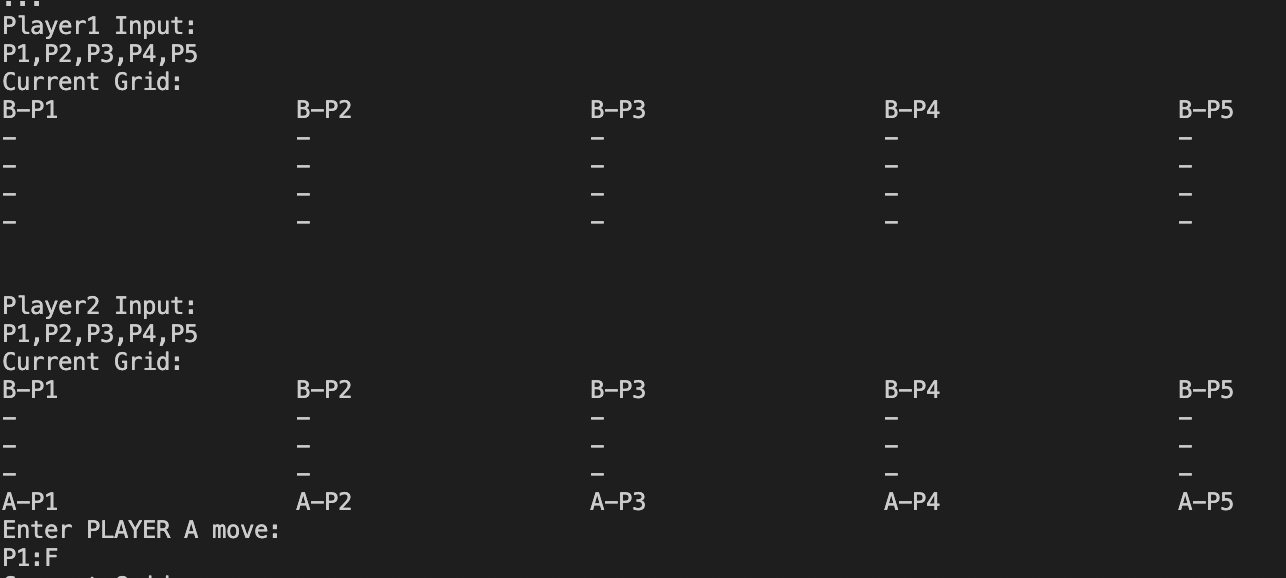 ...
Player1 Input:
P1,P2,P3,P4,P5
Current Grid:
B-P1 B-P2 B-P3 B-P4 B-P5
- - - - -
- - - - -
- - - - -
- - - - -
Player2 Input:
P1,P2,P3,P4,P5
Current Grid:
B-P1 B-P2 B-P3 B-P4 B-P5
- - - - -
- - - - -
- - - - -
A-P1 A-P2 A-P3 A-P4 A-P5
Enter PLAYER A move:
P1:F